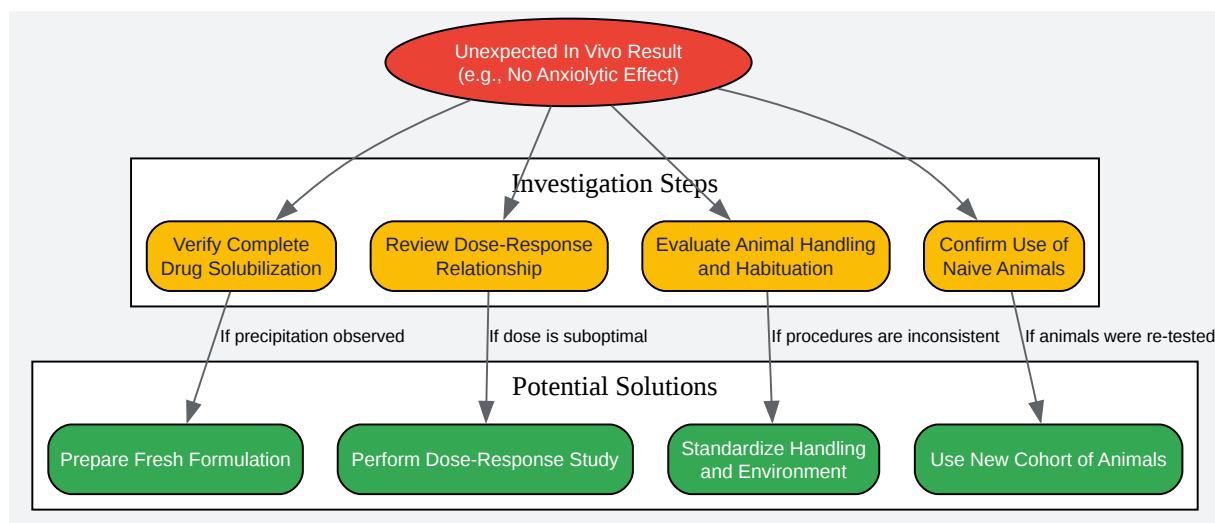 Unexpected In Vivo Result
(e.g., No Anxiolytic Effect)
Investigation Steps
Verify Complete
Drug Solubilization
Review Dose-Response
Relationship
Evaluate Animal Handling
and Habituation
Confirm Use of
Naive Animals
If precipitation observed
If dose is suboptimal
If procedures are inconsistent
If animals were re-tested
Potential Solutions
Prepare Fresh Formulation
Perform Dose-Response Study
Standardize Handling
and Environment
Use New Cohort of Animals